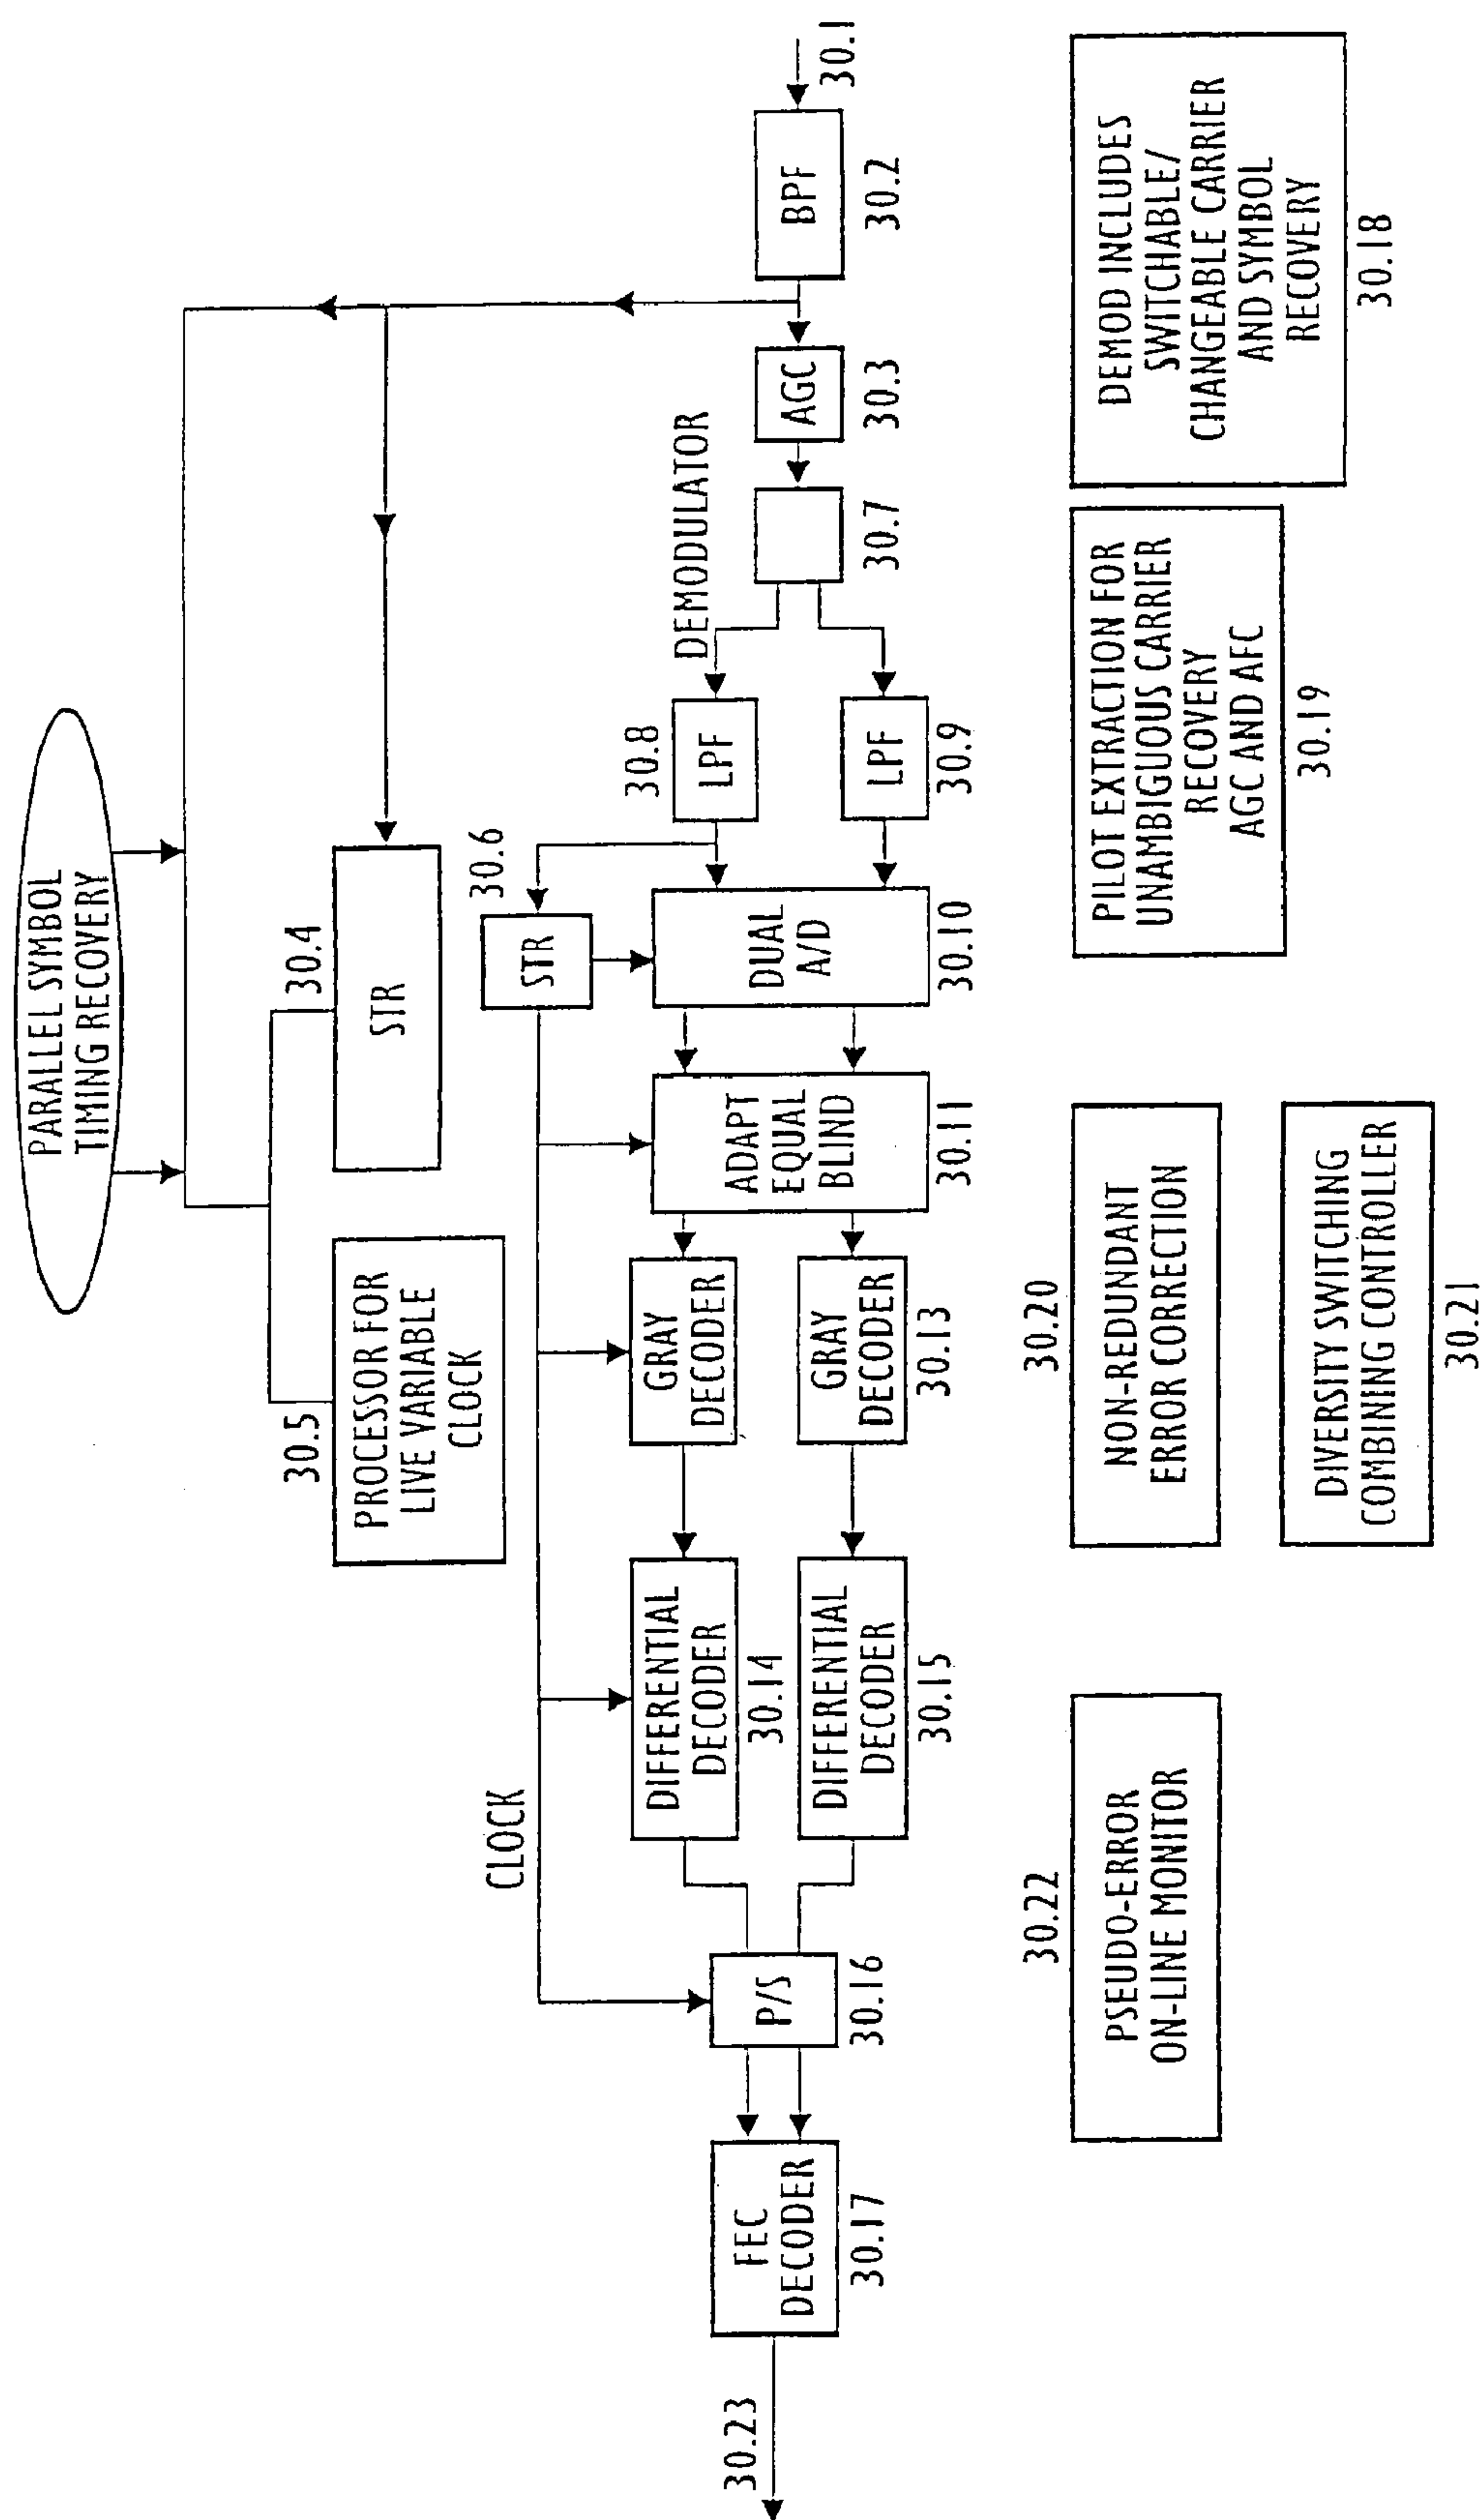 PARALLEL SYMBOL
TIMING RECOVERY
30.5
PROCESSOR FOR
LIVE VARIABLE
CLOCK
30.4
STR
30.6
STR
CLOCK
DEMODULATOR
30.1
BPF
30.2
AGC
30.3
30.7
30.8
LPF
LPF
30.9
DUAL
A/D
30.10
ADAPT
EQUAL
BLIND
30.11
GRAY
DECODER
GRAY
DECODER
30.13
DIFFERENTIAL
DECODER
30.14
DIFFERENTIAL
DECODER
30.15
P/S
30.16
FEC
DECODER
30.17
30.23
30.22
PSEUDO-ERROR
ON-LINE MONITOR
30.20
NON-REDUNDANT
ERROR CORRECTION
DIVERSITY SWITCHING
COMBINING CONTROLLER
30.21
PILOT EXTRACTION FOR
UNAMBIGUOUS CARRIER
RECOVERY
AGC AND AFC
30.19
DEMOD INCLUDES
SWITCHABLE/
CHANGEABLE CARRIER
AND SYMBOL
RECOVERY
30.18